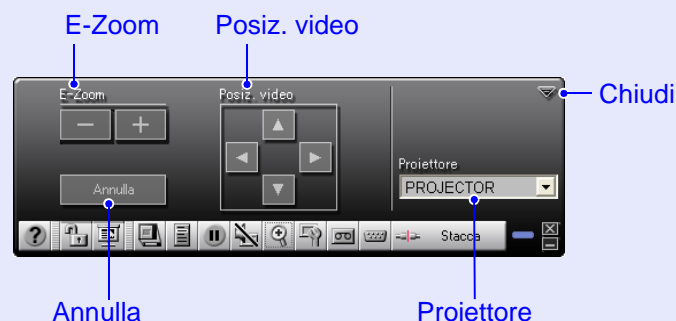 E-Zoom Posiz. video
E-Zoom Posiz. video
Chiudi
Proiettore
PROJECTOR
Annulla
Stacca
Annulla Proiettore